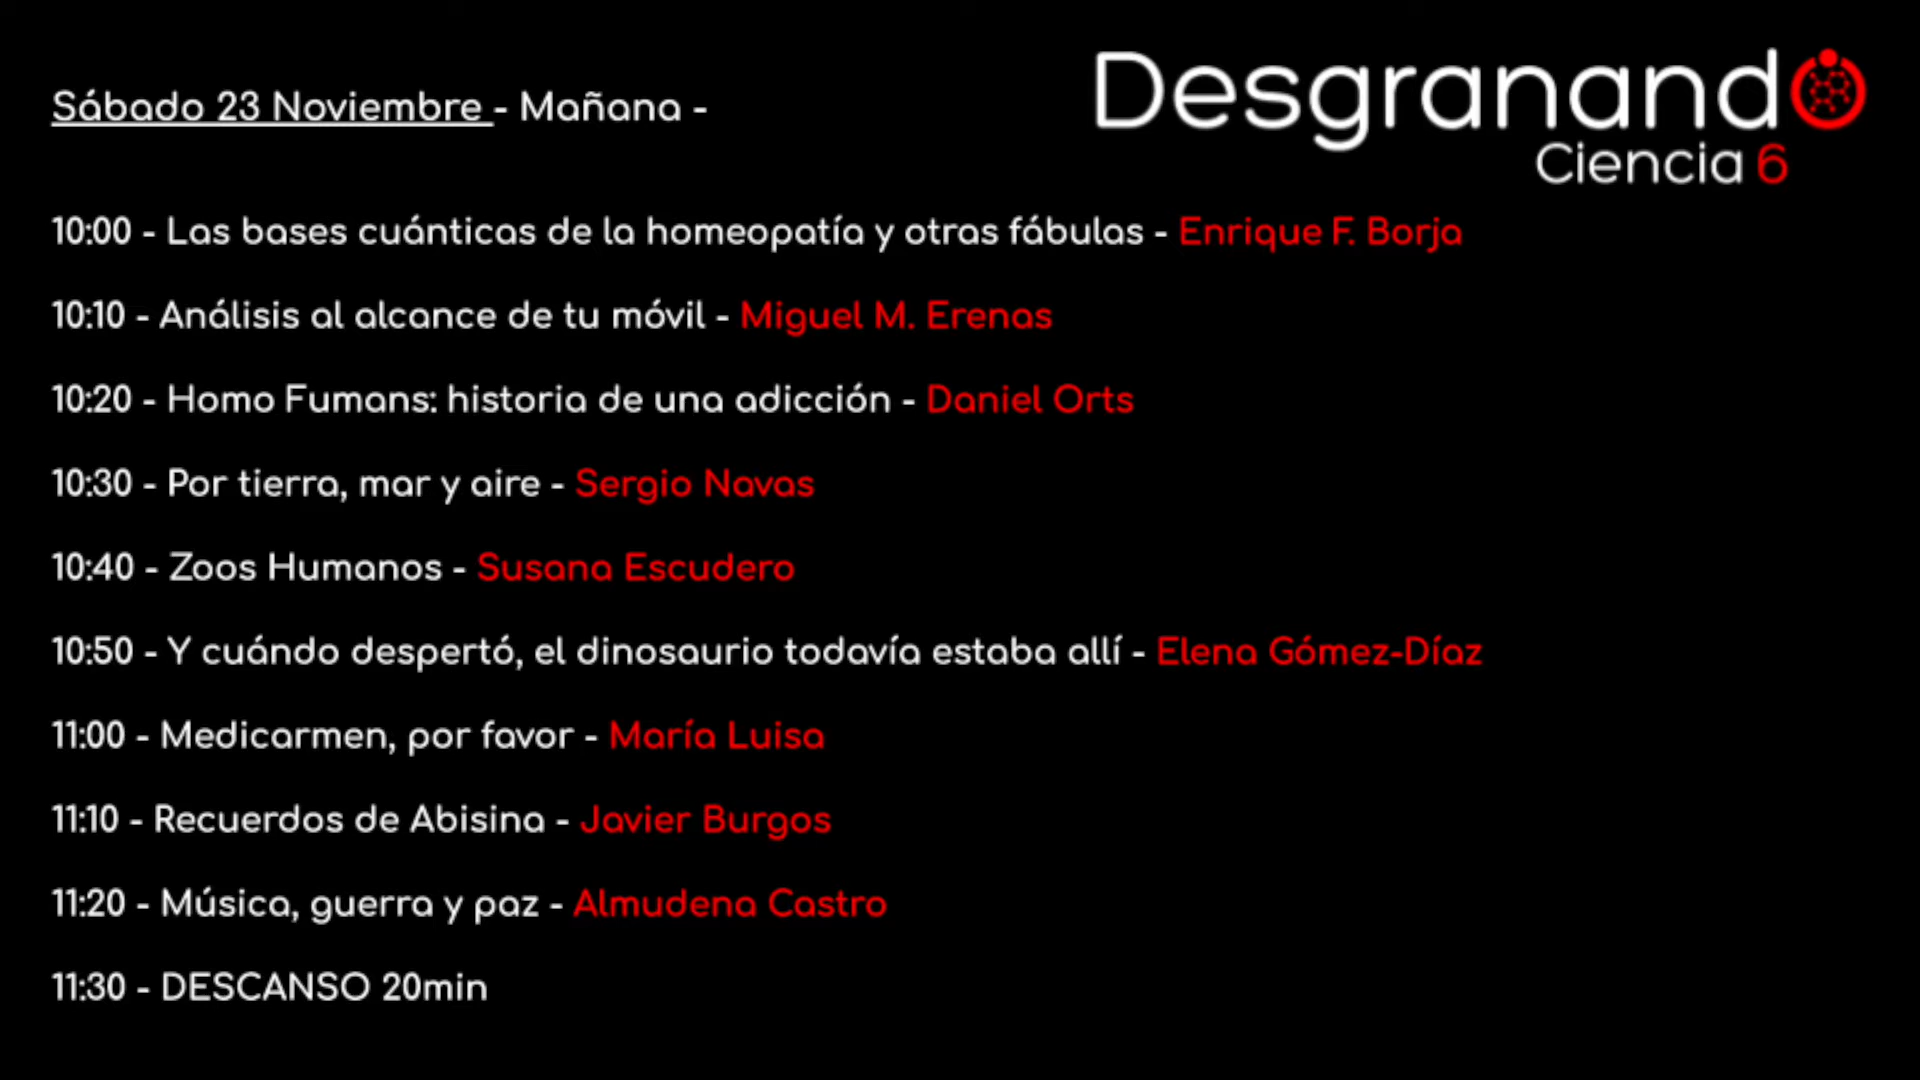 Sábado 23 Noviembre - Mañana -
Desgranando
Ciencia 6
10:00 - Las bases cuánticas de la homeopatía y otras fábulas - Enrique F. Borja
10:10 - Análisis al alcance de tu móvil - Miguel M. Erenas
10:20 - Homo Fumans: historia de una adicción - Daniel Orts
10:30 - Por tierra, mar y aire - Sergio Navas
10:40 - Zoos Humanos - Susana Escudero
10:50 - Y cuándo despertó, el dinosaurio todavía estaba allí - Elena Gómez-Díaz
11:00 - Medicarmen, por favor - María Luisa
11:10 - Recuerdos de Abisina - Javier Burgos
11:20 - Música, guerra y paz - Almudena Castro
11:30 - DESCANSO 20min